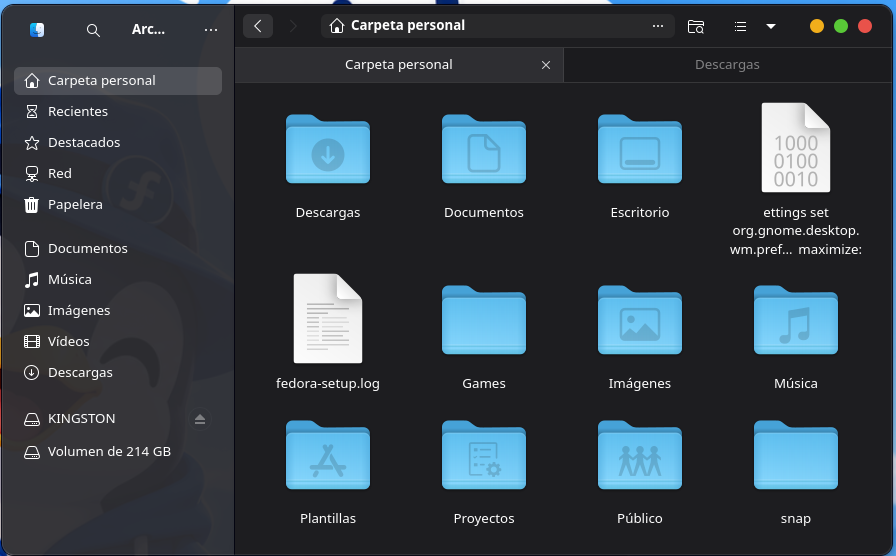 Arc...
Carpeta personal
Carpeta personal
Recientes
Destacados
Red
Papelera
Documentos
Música
Imágenes
Vídeos
Descargas
KINGSTON
Volumen de 214 GB
Carpeta personal
Descargas
Descargas
Documentos
Escritorio
1000
0100
0010
ettings set
org.gnome.desktop.
wm.pref... maximize:
fedora-setup.log
Games
Imágenes
Música
Plantillas
Proyectos
Público
snap